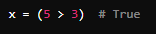 x = (5 > 3)  # True